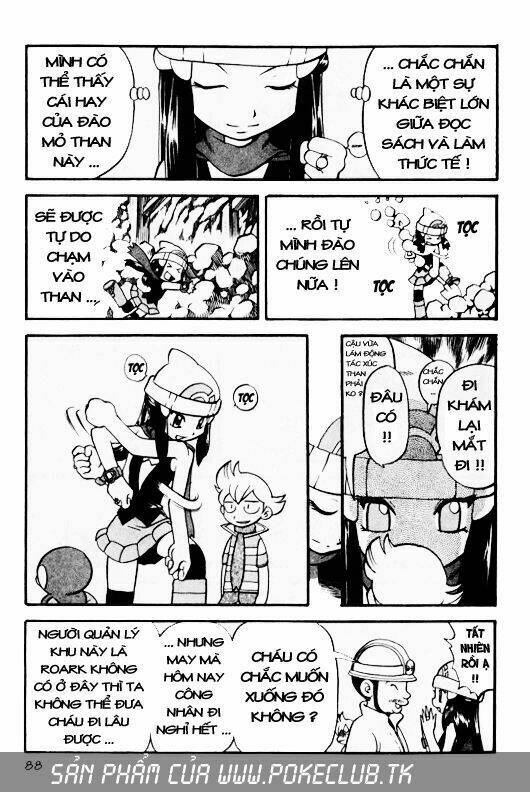 ... CHẮC CHẮN
LÀ MỘT SỰ
KHÁC BIỆT LỚN
GIỮA ĐỌC
SÁCH VÀ LÀM
THỨC TẾ !
MÌNH CÓ
THỂ THẤY
CÁI HAY
CỦA ĐÀO
MỎ THAN
NÀY ...
TỌC
TỌC
... RỒI TỰ
MÌNH ĐÀO
CHÚNG LÊN
NỮA !
SẼ ĐƯỢC
TỰ DO
CHẠM
VÀO
THAN ...
ĐI KHÁM
LẠI
MẮT
ĐI !!
CHẮC
CHẮN ...
ĐÂU
CÓ !!
CẬU VỪA
LÁM ĐỘNG
TÁC XÚC
THAN
PHẢI
KO ?
TỌC
TỌC
TẤT
NHIÊN
RỒI Ạ
!!
CHÁU CÓ
CHẮC MUỐN
XUỐNG ĐÓ
KHÔNG ?
... NHƯNG
MAY MÀ
HÔM NAY
CÔNG
NHÂN ĐI
NGHỈ HẾT ...
NGƯỜI QUẢN LÝ
KHU NÀY LÀ
ROARK KHÔNG
CÓ Ở ĐÂY THÌ TA
KHÔNG THỂ ĐƯA
CHÁU ĐI LÂU
ĐƯỢC ...
88
SẢN PHẨM CỦA WWW.POKECLUB.TK